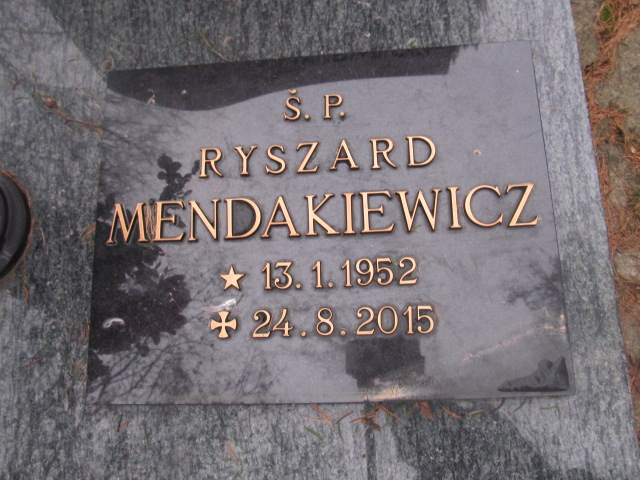 Š. P.
RYSZARD
MENDAKIEWICZ
★ 13. 1. 1952
✠ 24. 8. 2015